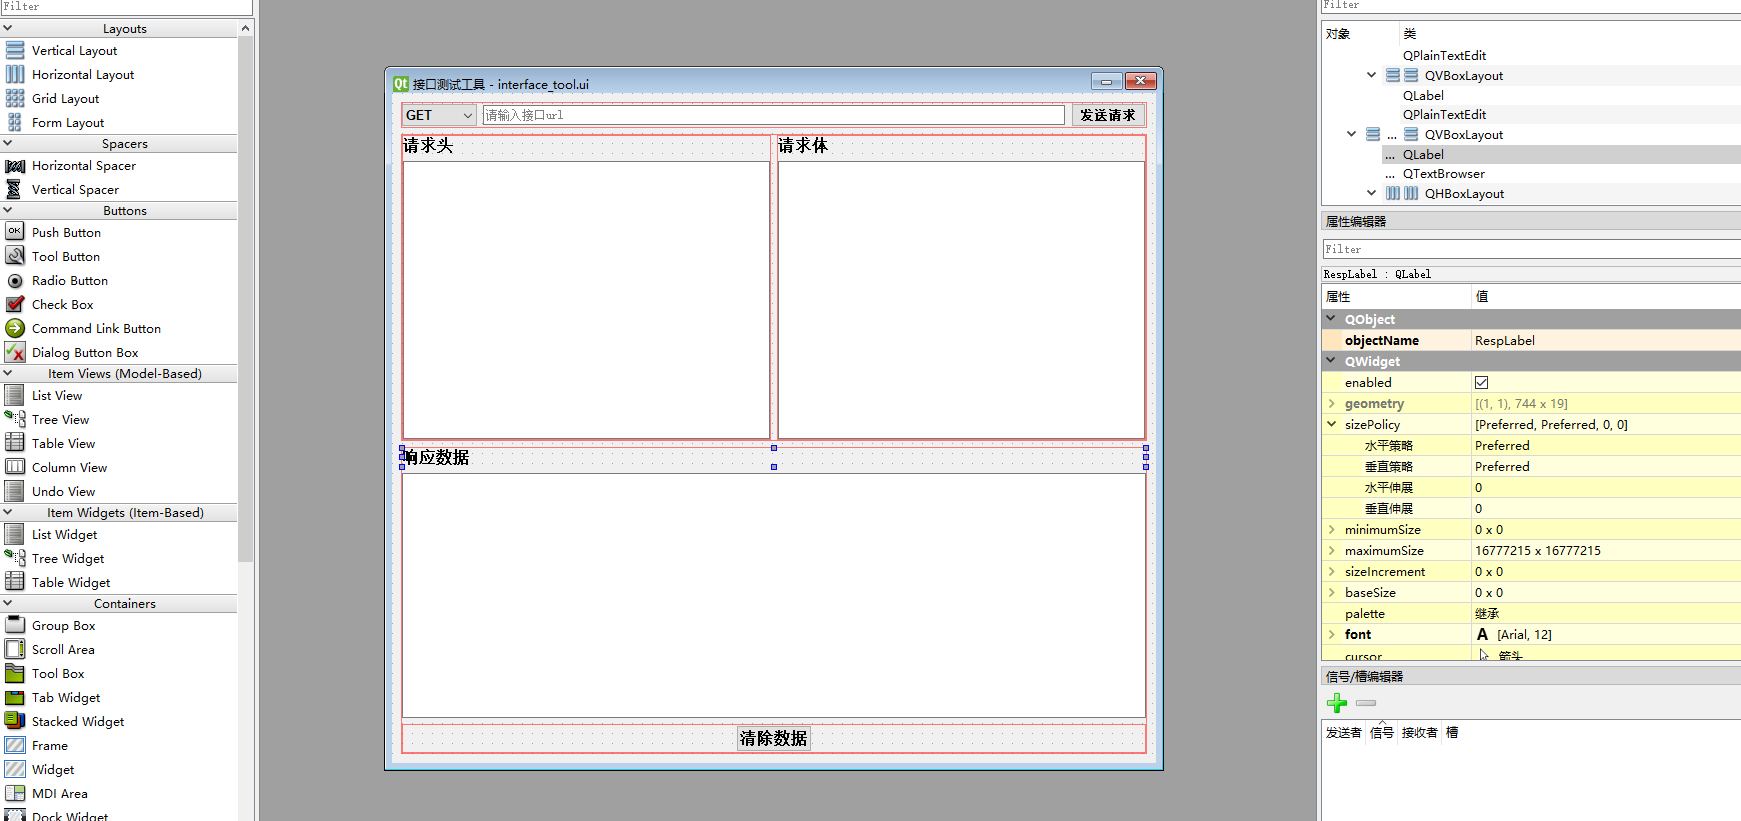 Filter
Layouts
Vertical Layout
Horizontal Layout
Grid Layout
Form Layout
Spacers
Horizontal Spacer
Vertical Spacer
Buttons
OK
Push Button
Tool Button
Radio Button
Check Box
Command Link Button
Dialog Button Box
Item Views (Model-Based)
List View
Tree View
Table View
Column View
Undo View
Item Widgets (Item-Based)
List Widget
Tree Widget
Table Widget
Containers
Group Box
Scroll Area
Tool Box
Tab Widget
Stacked Widget
Frame
Widget
MDI Area
Dock Widget
Qt 接口测试工具 - interface_tool.ui
GET 请输入接口url 发送请求
请求头 请求体
响应数据
清除数据
Filter
对象 类
QPlainTextEdit
QVBoxLayout
QLabel
QPlainTextEdit
... QVBoxLayout
... QLabel
... QTextBrowser
QHBoxLayout
属性编辑器
Filter
RespLabel : QLabel
属性 值
QObject
objectName RespLabel
QWidget
enabled
geometry [(1, 1), 744 x 19]
sizePolicy [Preferred, Preferred, 0, 0]
水平策略 Preferred
垂直策略 Preferred
水平伸展 0
垂直伸展 0
minimumSize 0 x 0
maximumSize 16777215 x 16777215
sizeIncrement 0 x 0
baseSize 0 x 0
palette 继承
font A [Arial, 12]
cursor 箭头
信号/槽编辑器
发送者 信号 接收者 槽